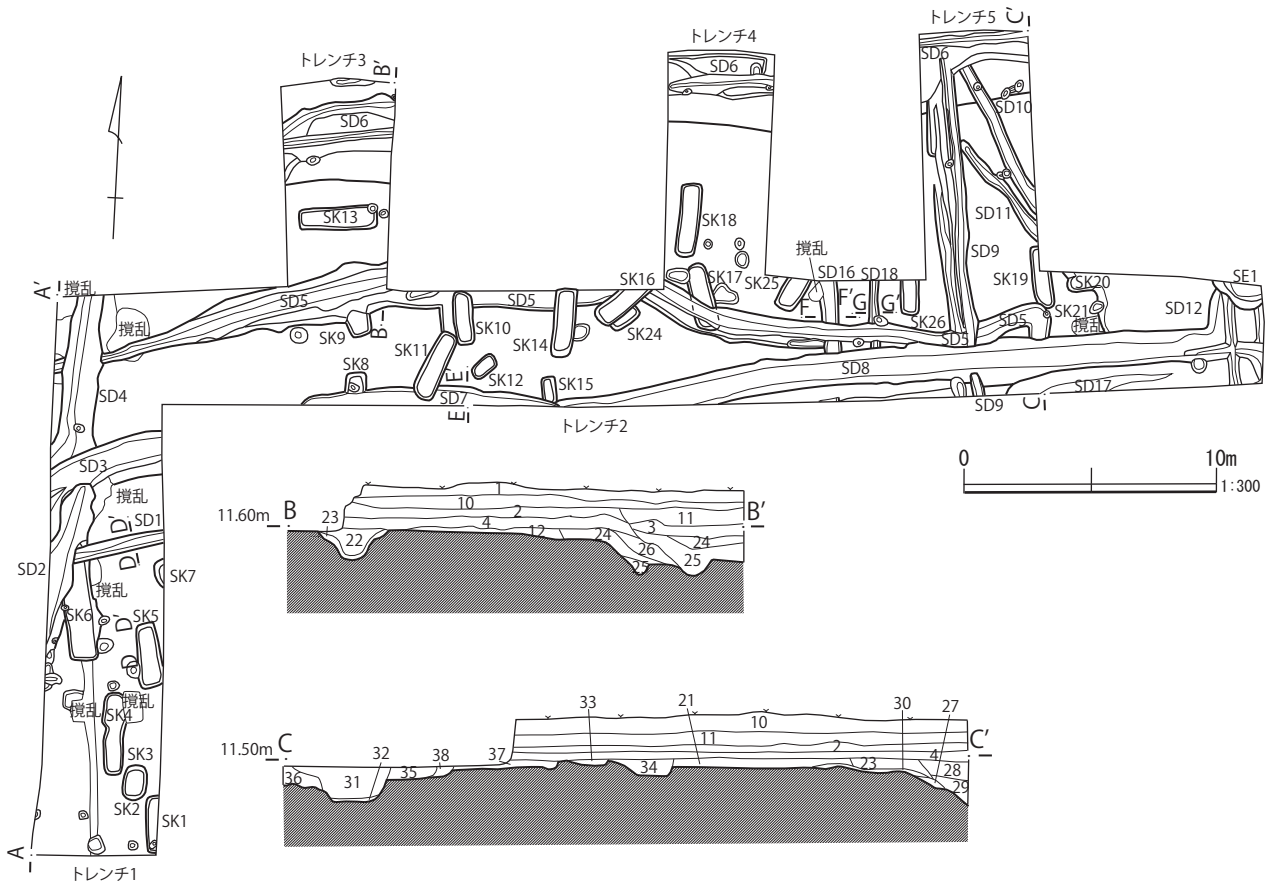 トレンチ5
C'
トレンチ4
トレンチ3
B'
SD6
SD6
SD6
SD10
SK13
SK18
SD11
SD9
撹乱
SK16
SK17
SK25
SD16
SD18
SK19
SK20
SE1
A'
撹乱
撹乱
SD5
SD5
F
F'
G
G'
SK26
SD5
SD5
SK21
撹乱
SD12
SK9
B
SK10
SK14
SK24
SK11
SK12
E'
SK8
SD8
SD4
SK15
SD7
E
SD17
SD9
C
トレンチ2
SD3
0
10m
1:300
撹乱
SD1
D'
D
SD2
撹乱
SK7
SK6
SK5
D'
D
撹乱
撹乱
SK4
SK3
SK2
SK1
A
トレンチ1
11.60m
B
B'
23
22
10
2
4
12
24
3
11
24
26
25
25
11.50m
C
C'
33
21
30
27
10
11
2
4
32
38
37
36
31
35
34
23
28
29